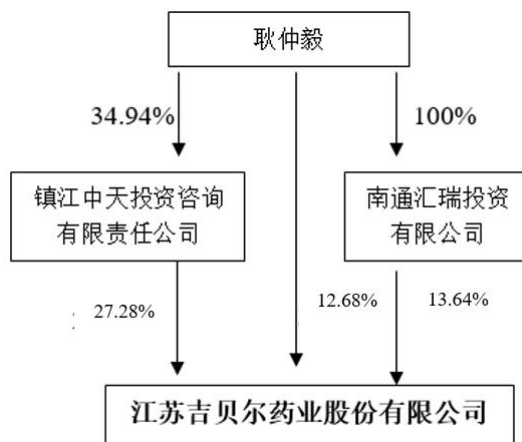 耿仲毅
34.94%
100%
镇江中天投资咨询
有限责任公司
南通汇瑞投资
有限公司
27.28%
12.68%
13.64%
江苏吉贝尔药业股份有限公司